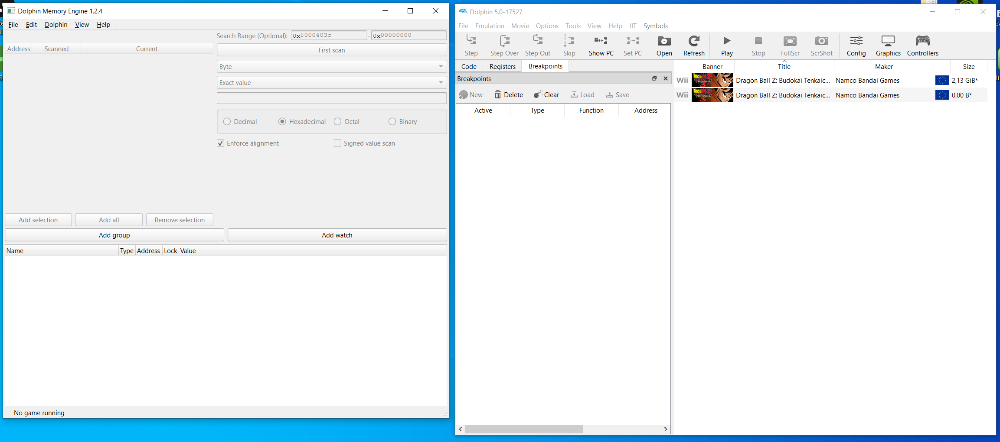 Dolphin Memory Engine 1.2.4
File Edit Dolphin View Help
Search Range (Optional): 0x8000403c - 0x00000000
Address Scanned Current
First scan
Byte
Exact value
Decimal Hexadecimal Octal Binary
Enforce alignment Signed value scan
Add selection Add all Remove selection
Add group Add watch
Name Type Address Lock Value
No game running
Dolphin 5.0-17527
File Emulation Movie Options Tools View Help JIT Symbols
Step Step Over Step Out Skip Show PC Set PC Open Refresh Play Stop FullScr ScrShot Config Graphics Controllers
Code Registers Breakpoints
Breakpoints
New Delete Clear Load Save
Active Type Function Address
Banner Title Maker Size
Wii Dragon Ball Z: Budokai Tenkaic... Namco Bandai Games 2,13 GiB*
Wii Dragon Ball Z: Budokai Tenkaic... Namco Bandai Games 0,00 B*